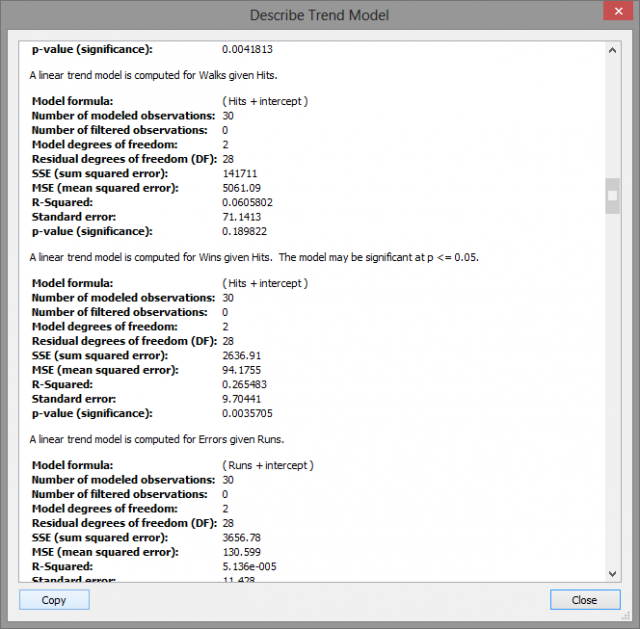 Describe Trend Model
p-value (significance): 0.0041813
A linear trend model is computed for Walks given Hits.
Model formula: ( Hits + intercept )
Number of modeled observations: 30
Number of filtered observations: 0
Model degrees of freedom: 2
Residual degrees of freedom (DF): 28
SSE (sum squared error): 141711
MSE (mean squared error): 5061.09
R-Squared: 0.0605802
Standard error: 71.1413
p-value (significance): 0.189822
A linear trend model is computed for Wins given Hits. The model may be significant at p <= 0.05.
Model formula: ( Hits + intercept )
Number of modeled observations: 30
Number of filtered observations: 0
Model degrees of freedom: 2
Residual degrees of freedom (DF): 28
SSE (sum squared error): 2636.91
MSE (mean squared error): 94.1755
R-Squared: 0.265483
Standard error: 9.70441
p-value (significance): 0.0035705
A linear trend model is computed for Errors given Runs.
Model formula: ( Runs + intercept )
Number of modeled observations: 30
Number of filtered observations: 0
Model degrees of freedom: 2
Residual degrees of freedom (DF): 28
SSE (sum squared error): 3656.78
MSE (mean squared error): 130.599
R-Squared: 5.136e-005
Standard error: 11.428
Copy Close